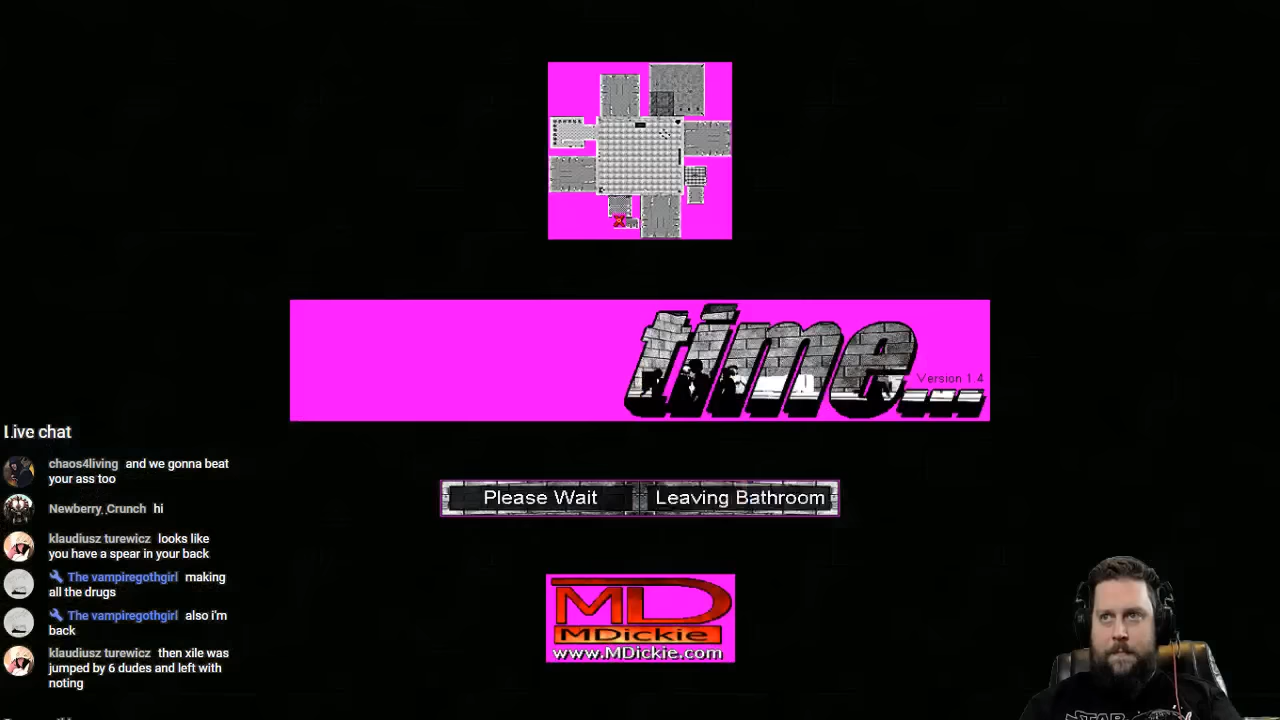 time...
Version 1.4
Live chat
chaos4living and we gonna beat
your ass too
Newberry_Crunch hi
klaudiusz turewicz looks like
you have a spear in your back
The vampiregothgirl making
all the drugs
The vampiregothgirl also i'm
back
klaudiusz turewicz then xile was
jumped by 6 dudes and left with
noting
Please Wait Leaving Bathroom
MD
MDickie
www.MDickie.com
STAR